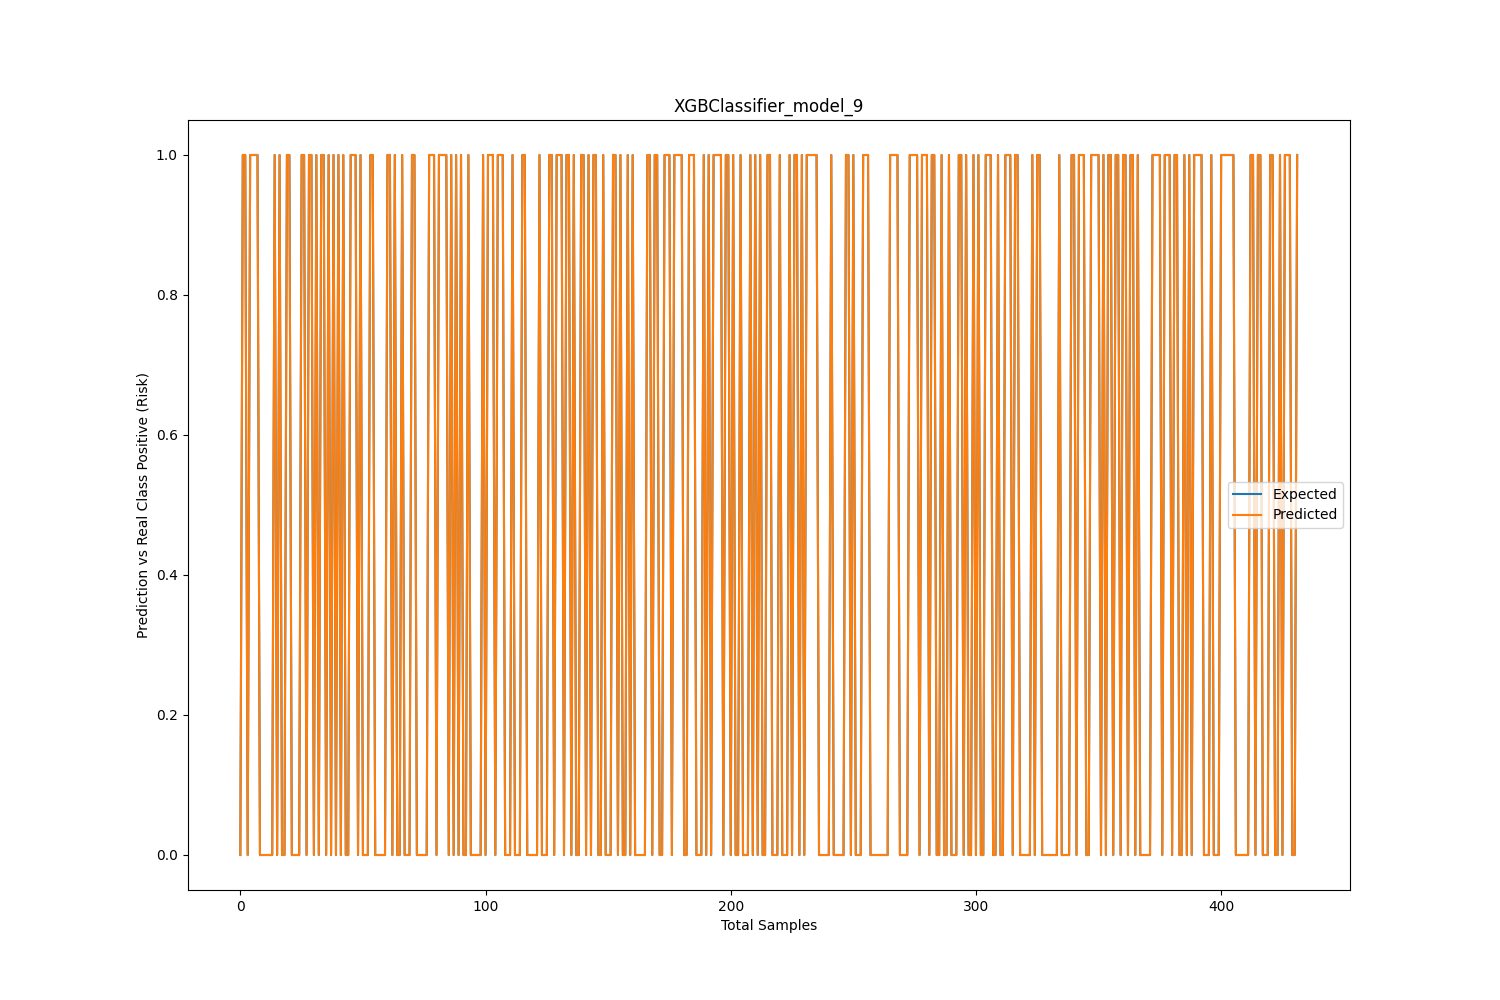 XGBClassifier_model_9
1.0
0.8
0.6
0.4
0.2
0.0
Prediction vs Real Class Positive (Risk)
Expected
Predicted
0
100
200
300
400
Total Samples